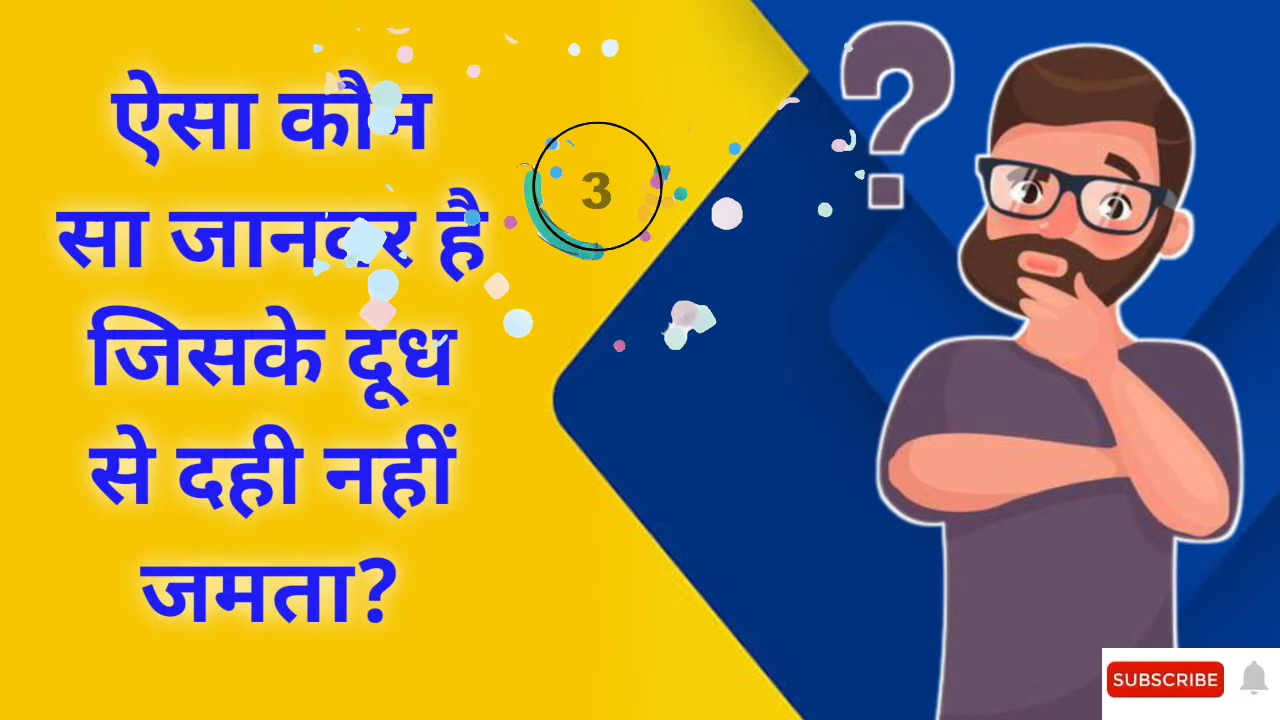 ऐसा कौन
सा जानवर है
जिसके दूध
से दही नहीं
जमता?
3
?
SUBSCRIBE